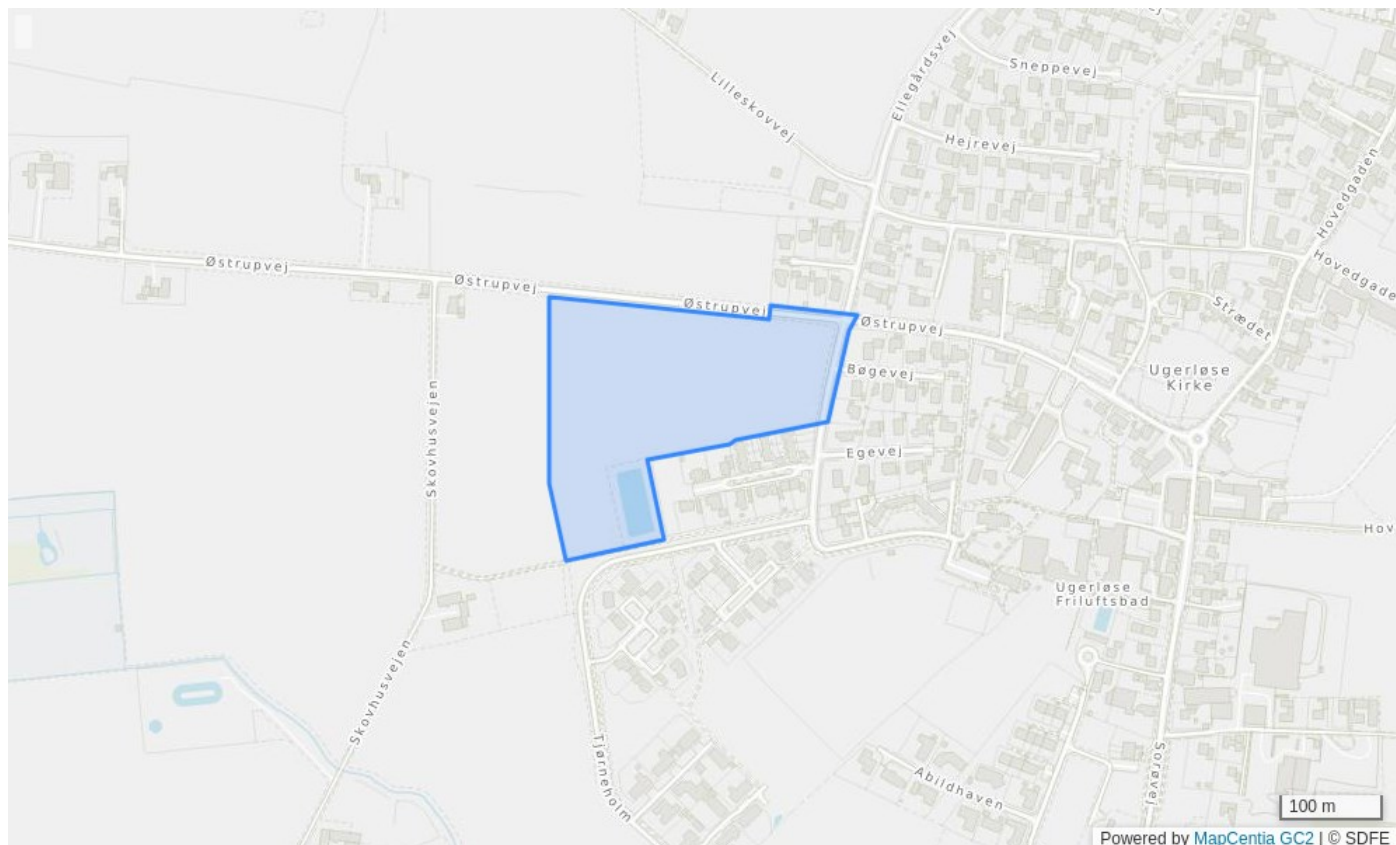 Sneppevej
Ellegårdsvej
Lilleskovvej
Hejrevej
Hovedgaden
Østrupvej
Østrupvej
Østrupvej
Østrupvej
Hovedgade
Strædet
Bøgevej
Ugerløse
Kirke
Skovhusvejen
Egevej
Hov
Ugerløse
Friluftsbad
Skovhusvejen
Tjørneholm
Abildhaven
Sorøvej
100 m
Powered by MapCentia GC2 | © SDFE